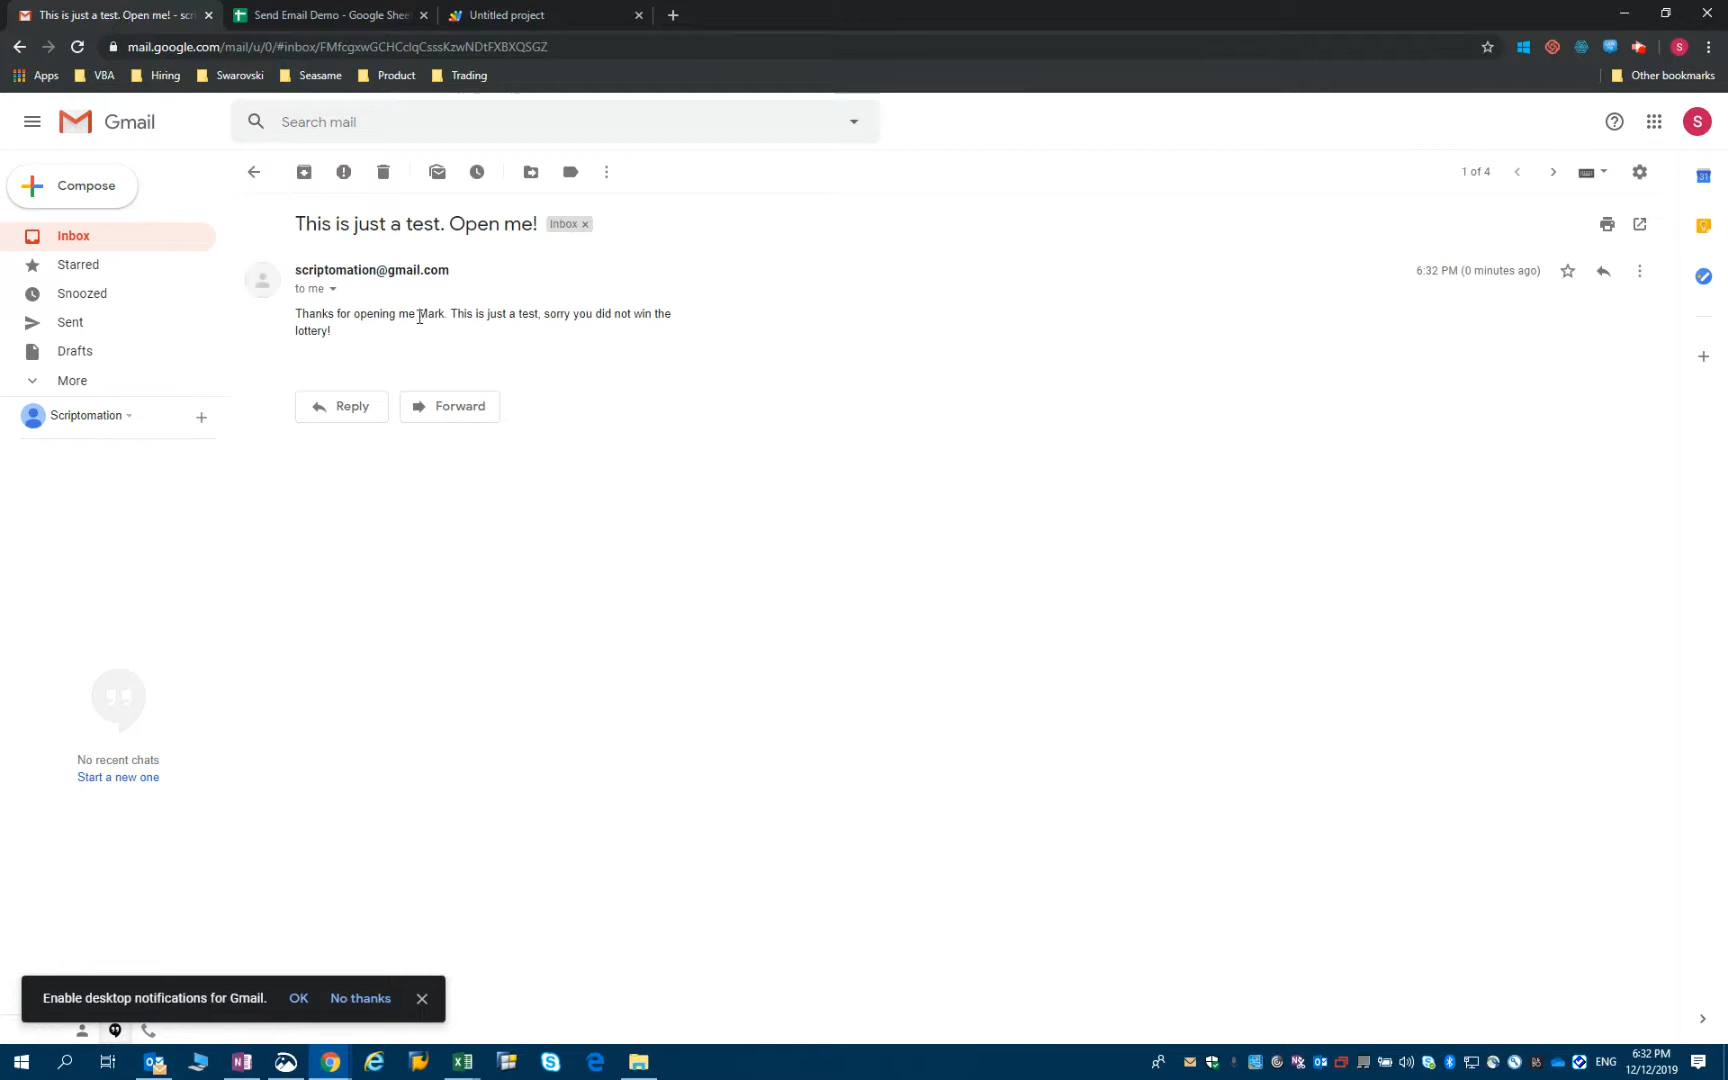 This is just a test. Open me! - scri
Send Email Demo - Google Shee
Untitled project
mail.google.com/mail/u/0/#inbox/FMfcgxwGCHCclqCsssKzwNDtFXBXQSGZ
S
Apps
VBA
Hiring
Swarovski
Seasame
Product
Trading
Other bookmarks
Gmail
Search mail
S
Compose
1 of 4
31
Inbox
This is just a test. Open me!
Inbox x
Starred
scriptomation@gmail.com
6:32 PM (0 minutes ago)
to me
Snoozed
Thanks for opening me Mark. This is just a test, sorry you did not win the
lottery!
Sent
Drafts
More
Reply
Forward
Scriptomation
No recent chats
Start a new one
Enable desktop notifications for Gmail.
OK
No thanks
ENG
6:32 PM
12/12/2019